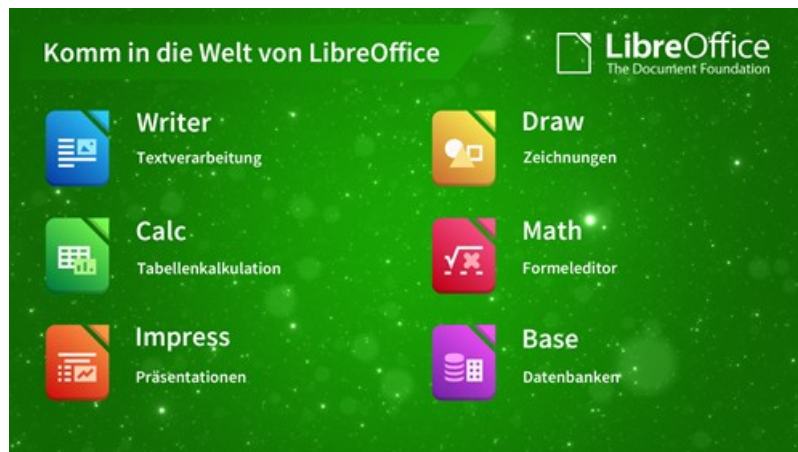 Komm in die Welt von LibreOffice
LibreOffice
The Document Foundation
Writer
Textverarbeitung
Draw
Zeichnungen
Calc
Tabellenkalkulation
Math
Formeleditor
Impress
Präsentationen
Base
Datenbanken